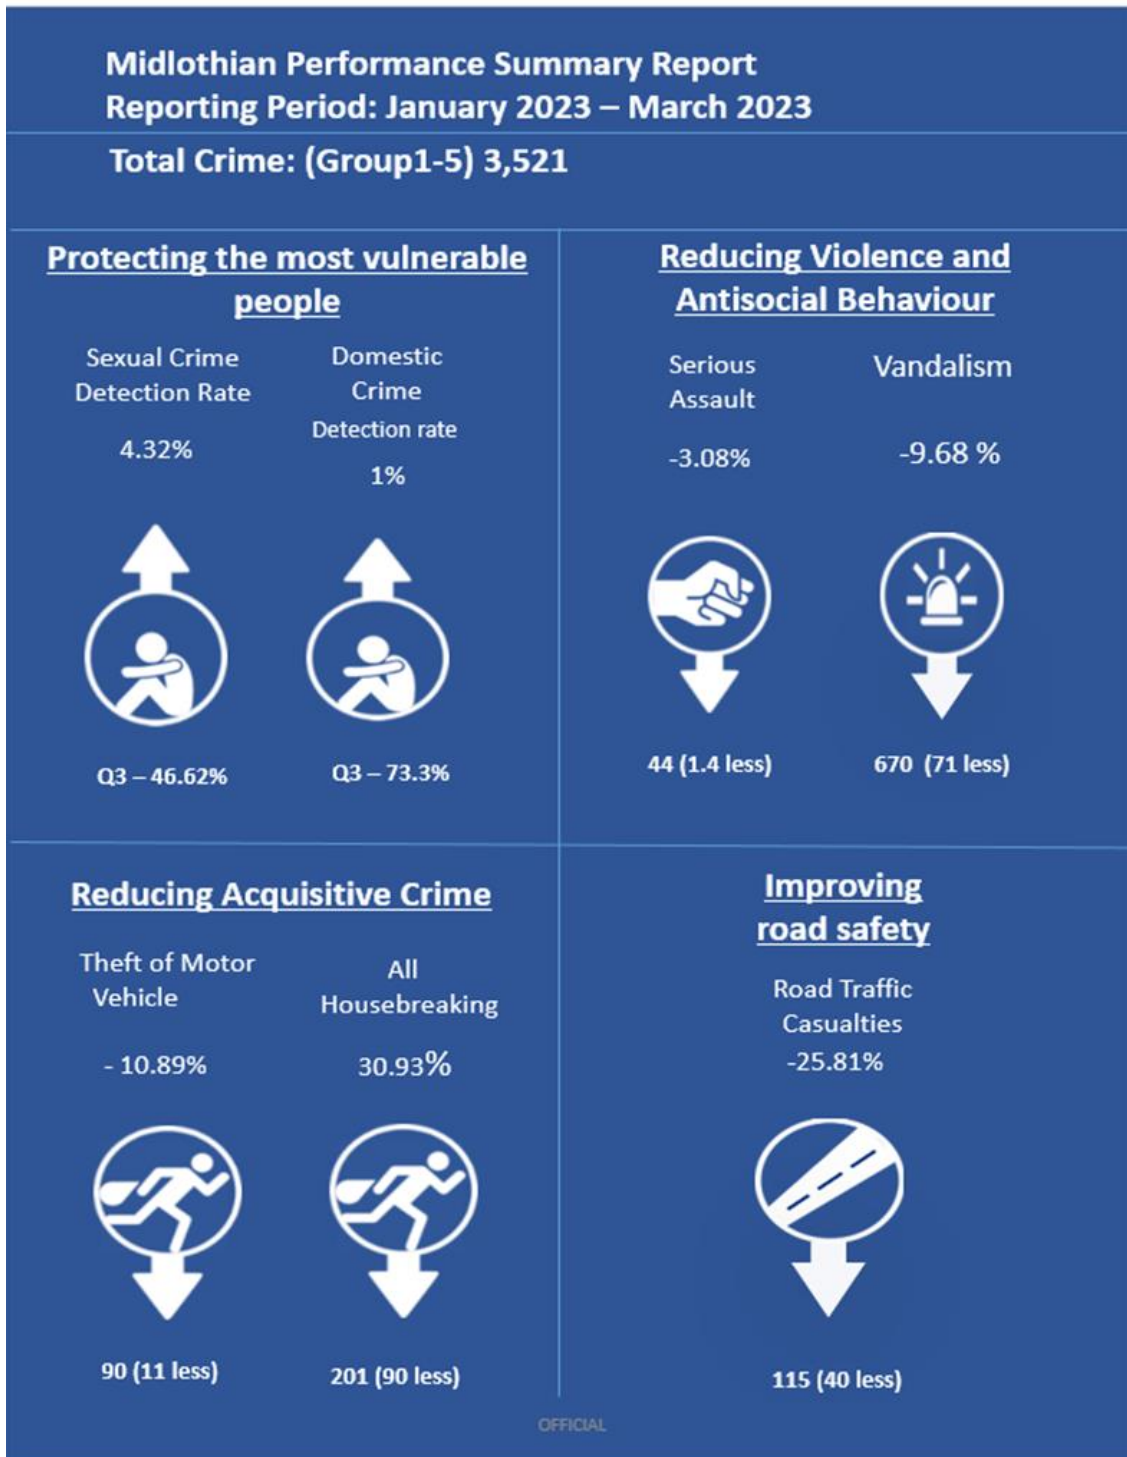 Midlothian Performance Summary Report
Reporting Period: January 2023 – March 2023
Total Crime: (Group1-5) 3,521
Protecting the most vulnerable
people
Sexual Crime
Detection Rate
4.32%
Domestic
Crime
Detection rate
1%
Q3 – 46.62%
Q3 – 73.3%
Reducing Violence and
Antisocial Behaviour
Serious
Assault
-3.08%
Vandalism
-9.68 %
44 (1.4 less)
670 (71 less)
Reducing Acquisitive Crime
Theft of Motor
Vehicle
- 10.89%
All
Housebreaking
30.93%
90 (11 less)
201 (90 less)
Improving
road safety
Road Traffic
Casualties
-25.81%
115 (40 less)
OFFICIAL